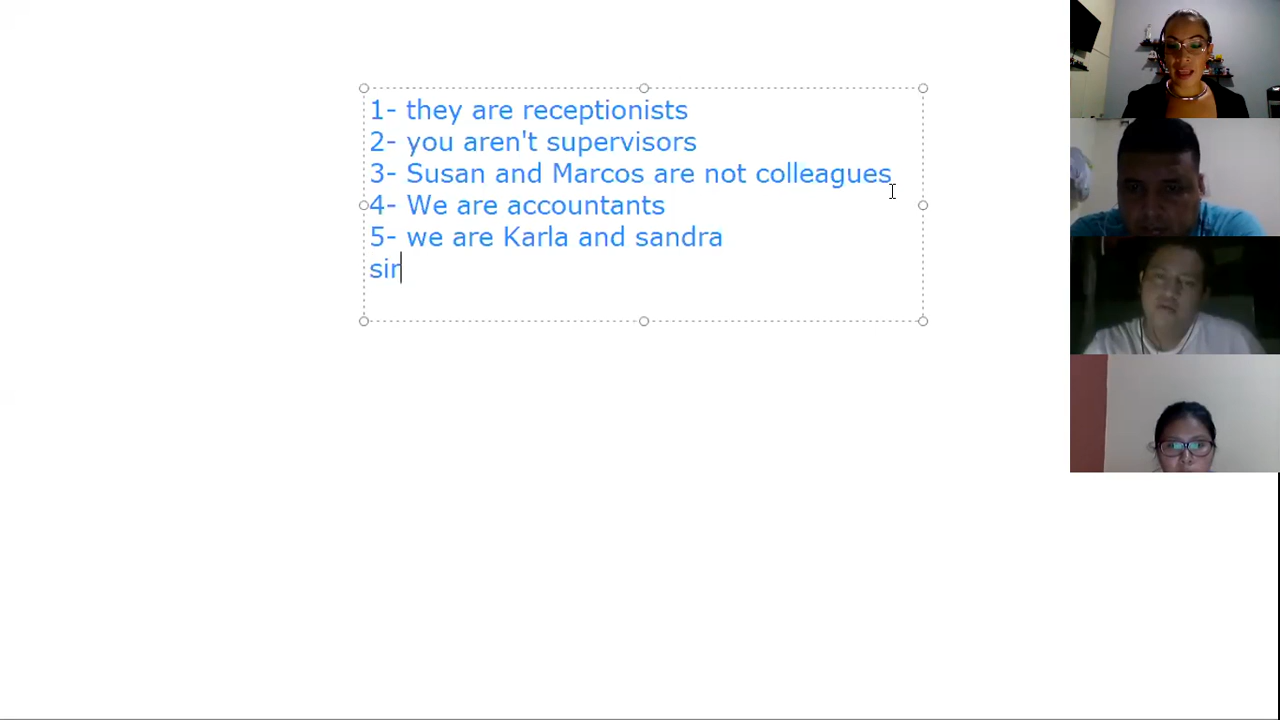 1- they are receptionists
2- you aren't supervisors
3- Susan and Marcos are not colleagues
4- We are accountants
5- we are Karla and sandra
sir